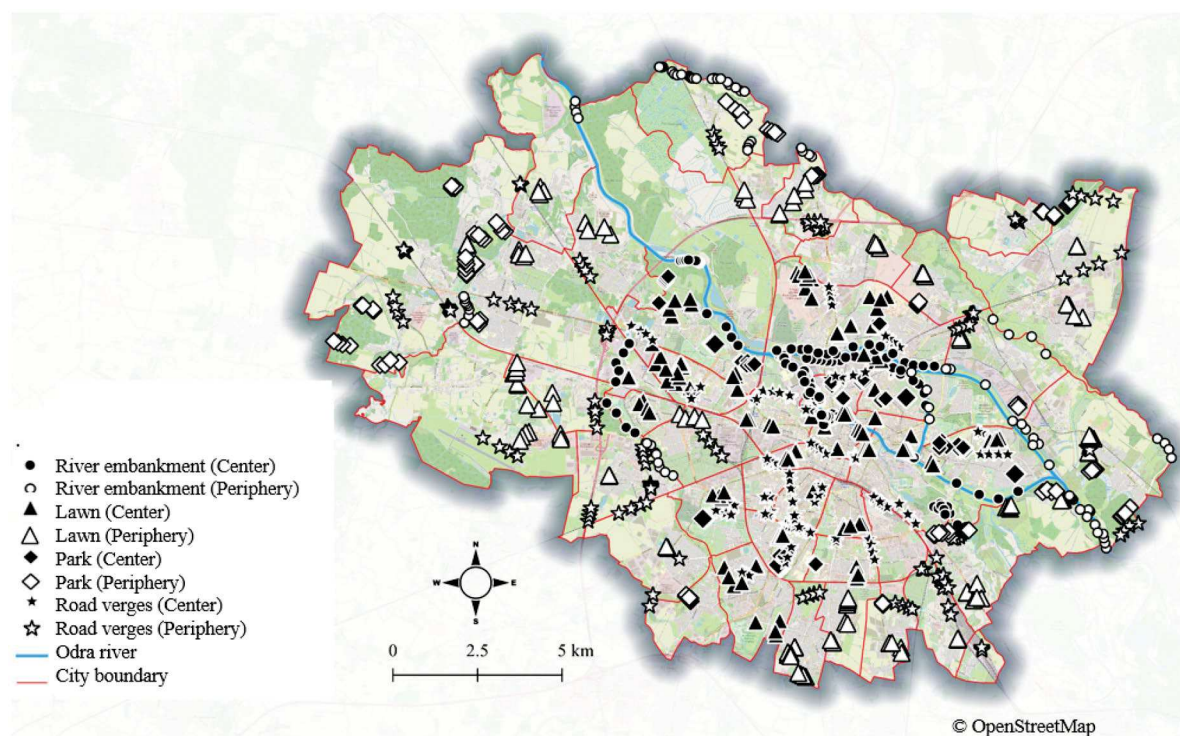 .
River embankment (Center)
River embankment (Periphery)
Lawn (Center)
Lawn (Periphery)
Park (Center)
Park (Periphery)
Road verges (Center)
Road verges (Periphery)
Odra river
City boundary
N
W E
S
0 2.5 5 km
© OpenStreetMap